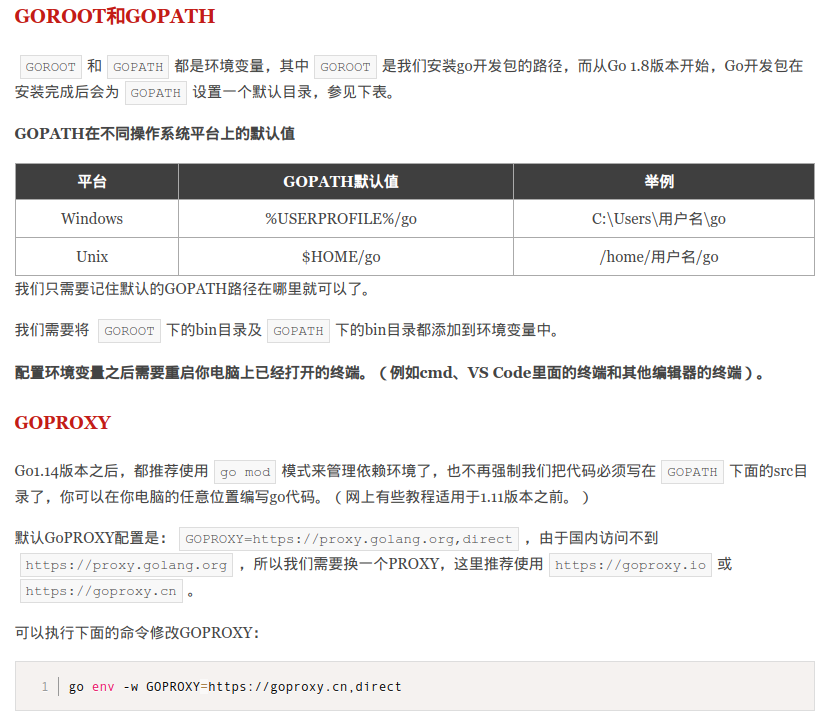 GOROOT和GOPATH
GOROOT 和 GOPATH 都是环境变量，其中 GOROOT 是我们安装go开发包的路径，而从Go 1.8版本开始，Go开发包在
安装完成后会为 GOPATH 设置一个默认目录，参见下表。
GOPATH在不同操作系统平台上的默认值
平台 GOPATH默认值 举例
Windows %USERPROFILE%/go C:\Users\用户名\go
Unix $HOME/go /home/用户名/go
我们只需要记住默认的GOPATH路径在哪里就可以了。
我们需要将 GOROOT 下的bin目录及 GOPATH 下的bin目录都添加到环境变量中。
配置环境变量之后需要重启你电脑上已经打开的终端。（例如cmd、VS Code里面的终端和其他编辑器的终端）。
GOPROXY
Go1.14版本之后，都推荐使用 go mod 模式来管理依赖环境了，也不再强制我们把代码必须写在 GOPATH 下面的src目
录了，你可以在你电脑的任意位置编写go代码。（网上有些教程适用于1.11版本之前。）
默认GoPROXY配置是： GOPROXY=https://proxy.golang.org,direct ，由于国内访问不到
https://proxy.golang.org ，所以我们需要换一个PROXY，这里推荐使用 https://goproxy.io 或
https://goproxy.cn 。
可以执行下面的命令修改GOPROXY：
1 go env -w GOPROXY=https://goproxy.cn,direct